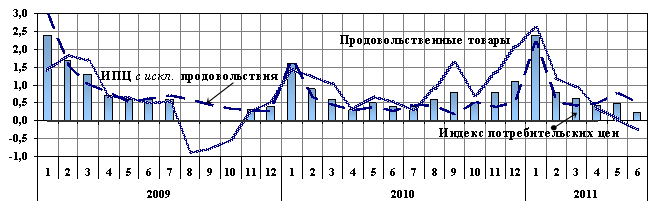 3,0
2,5
2,0
1,5
1,0
0,5
0,0
-0,5
-1,0
Продовольственные товары
ИПЦ с искл. продовольствия
Индекс потребительских цен
1 2 3 4 5 6 7 8 9 10 11 12 1 2 3 4 5 6 7 8 9 10 11 12 1 2 3 4 5 6
2009 2010 2011